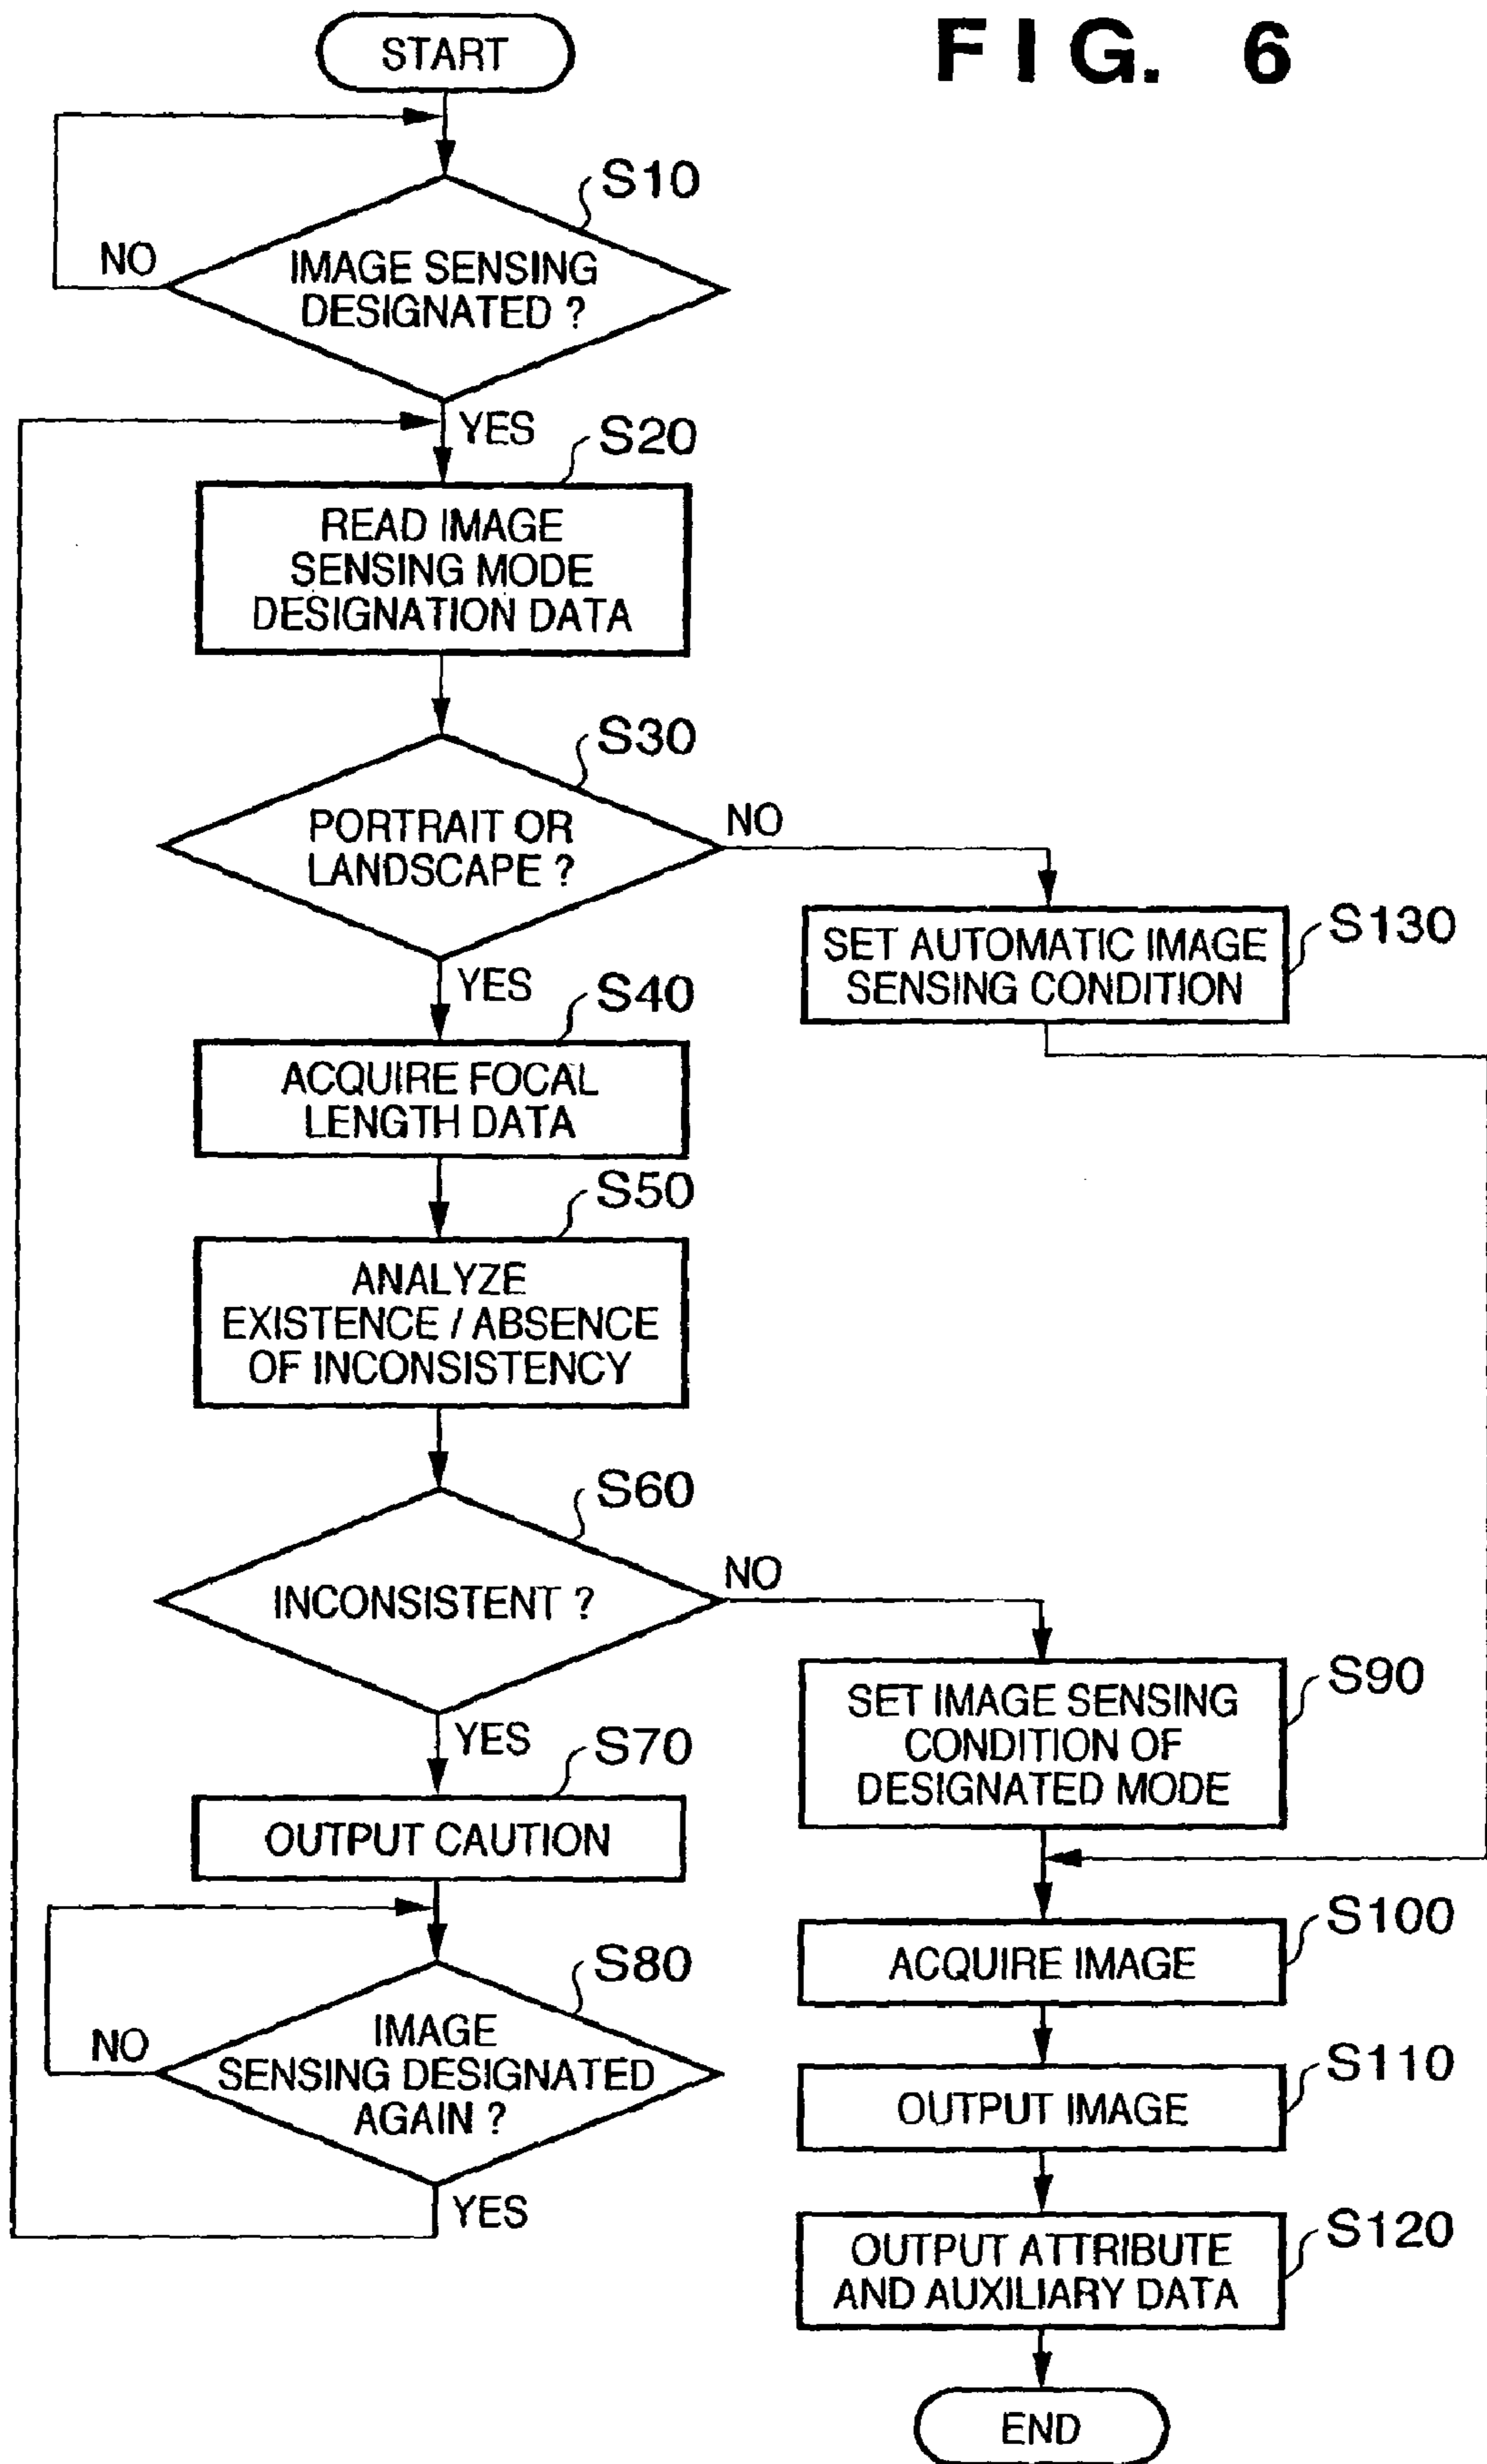 FIG. 6
START
S10
NO
IMAGE SENSING
DESIGNATED ?
YES
S20
READ IMAGE
SENSING MODE
DESIGNATION DATA
S30
PORTRAIT OR
LANDSCAPE ?
NO
S130
SET AUTOMATIC IMAGE
SENSING CONDITION
YES
S40
ACQUIRE FOCAL
LENGTH DATA
S50
ANALYZE
EXISTENCE / ABSENCE
OF INCONSISTENCY
S60
INCONSISTENT ?
NO
S90
SET IMAGE SENSING
CONDITION OF
DESIGNATED MODE
YES
S70
OUTPUT CAUTION
S80
NO
IMAGE
SENSING DESIGNATED
AGAIN ?
YES
S100
ACQUIRE IMAGE
S110
OUTPUT IMAGE
S120
OUTPUT ATTRIBUTE
AND AUXILIARY DATA
END